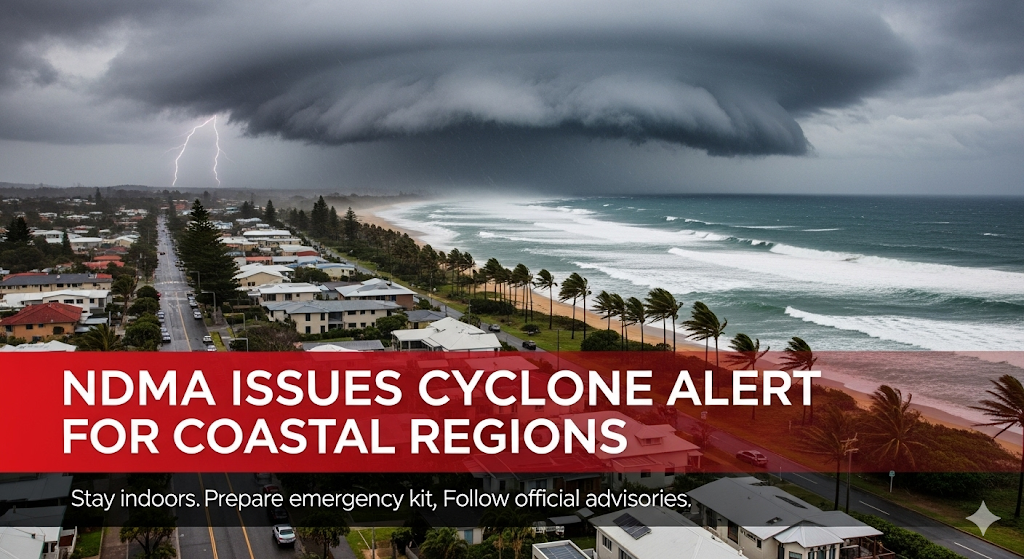 NDMA ISSUES CYCLONE ALERT
FOR COASTAL REGIONS
Stay indoors. Prepare emergency kit, Follow official advisories.